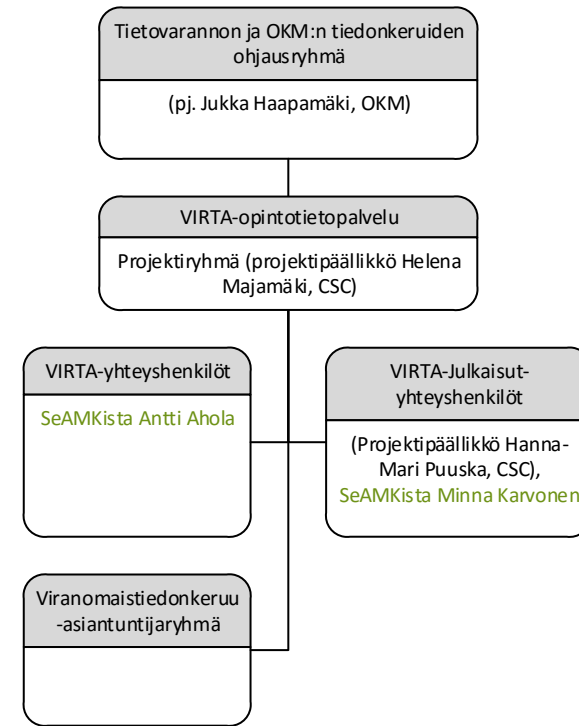 Tietovarannon ja OKM:n tiedonkeruiden
ohjausryhmä
(pj. Jukka Haapamäki, OKM)
VIRTA-opintotietopalvelu
Projektiryhmä (projektipäällikkö Helena
Majamäki, CSC)
VIRTA-yhteyshenkilöt
SeAMKista Antti Ahola
VIRTA-Julkaisut-
yhteyshenkilöt
(Projektipäällikkö Hanna-
Mari Puuska, CSC),
SeAMKista Minna Karvonen
Viranomaistiedonkeruu
-asiantuntijaryhmä